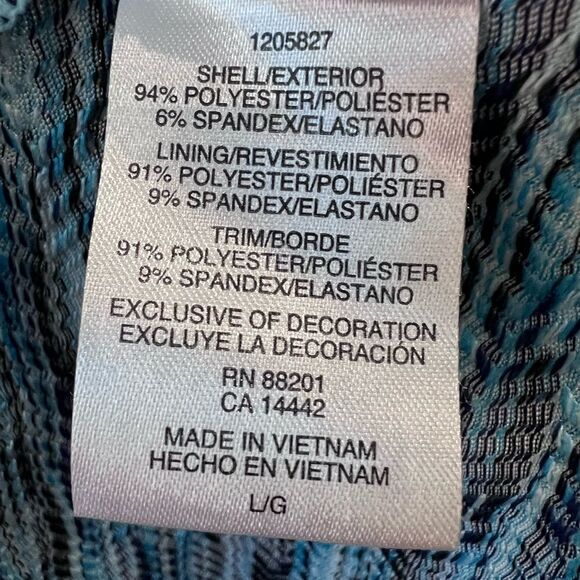 1205827
SHELL/EXTERIOR
94% POLYESTER/POLIÉSTER
6% SPANDEX/ELASTANO
LINING/REVESTIMIENTO
91% POLYESTER/POLIÉSTER
9% SPANDEX/ELASTANO
TRIM/BORDE
91% POLYESTER/POLIÉSTER
9% SPANDEX/ELASTANO
EXCLUSIVE OF DECORATION
EXCLUYE LA DECORACIÓN
RN 88201
CA 14442
MADE IN VIETNAM
HECHO EN VIETNAM
L/G